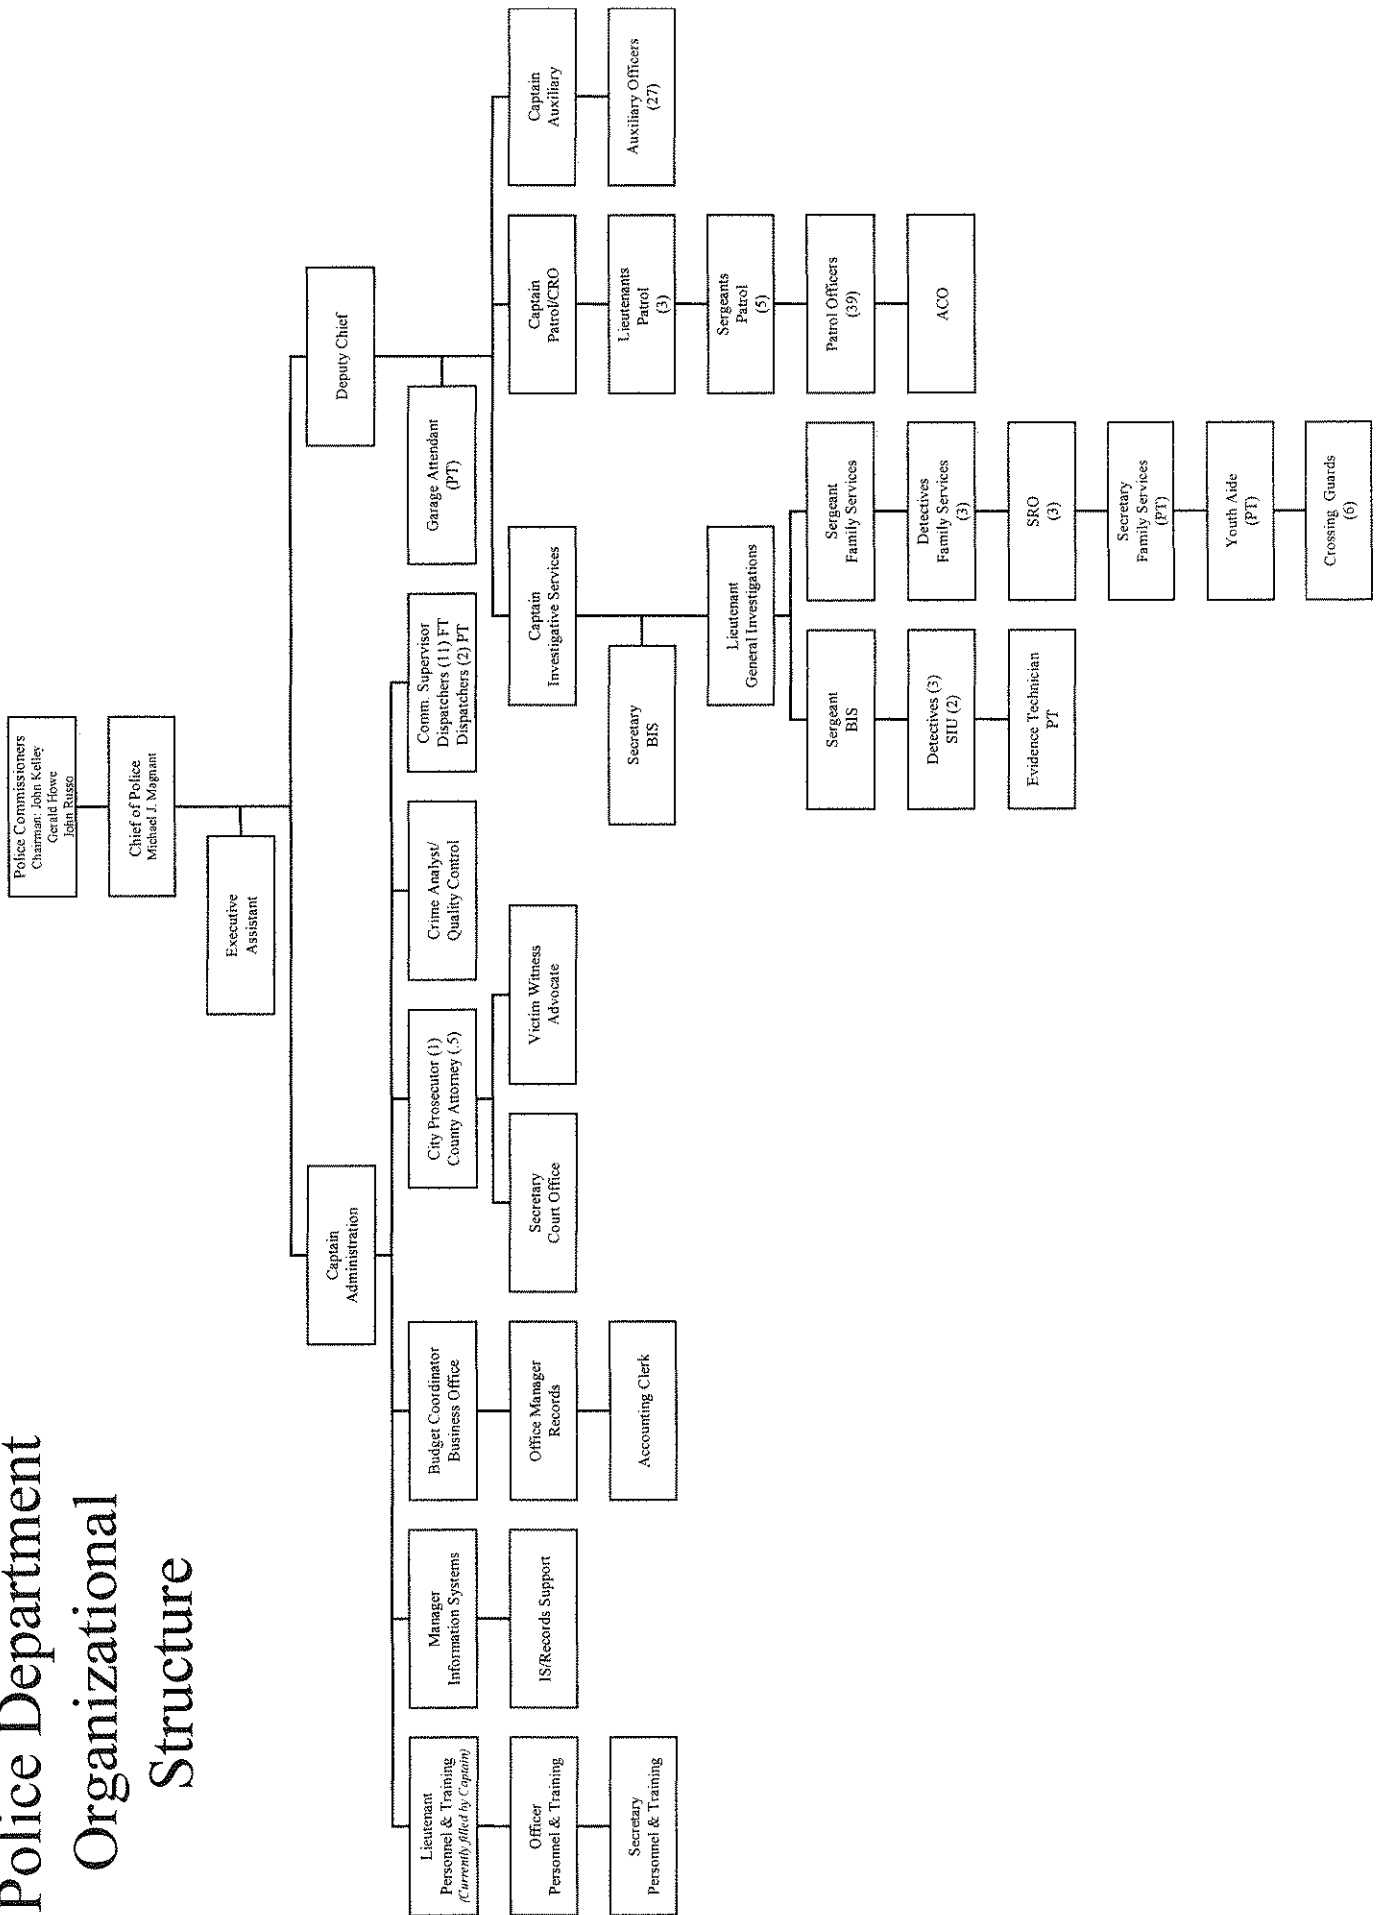 Police Department
Organizational
Structure
Police Commissioners
Chairman: John Kelley
Gerald Howe
John Russo
Chief of Police
Michael J. Magnant
Executive
Assistant
Captain
Administration
Deputy Chief
Lieutenant
Personnel & Training
(Currently filled by Captain)
Officer
Personnel & Training
Secretary
Personnel & Training
Manager
Information Systems
IS/Records Support
Budget Coordinator
Business Office
Office Manager
Records
Accounting Clerk
City Prosecutor (1)
County Attorney (.5)
Secretary
Court Office
Victim Witness
Advocate
Crime Analyst/
Quality Control
Comm. Supervisor
Dispatchers (11) FT
Dispatchers (2) PT
Garage Attendant
(PT)
Captain
Investigative Services
Secretary
BIS
Lieutenant
General Investigations
Sergeant
BIS
Detectives (3)
SIU (2)
Evidence Technician
PT
Sergeant
Family Services
Detectives
Family Services
(3)
SRO
(3)
Secretary
Family Services
(PT)
Youth Aide
(PT)
Crossing Guards
(6)
Captain
Patrol/CRO
Lieutenants
Patrol
(3)
Sergeants
Patrol
(5)
Patrol Officers
(39)
ACO
Captain
Auxiliary
Auxiliary Officers
(27)